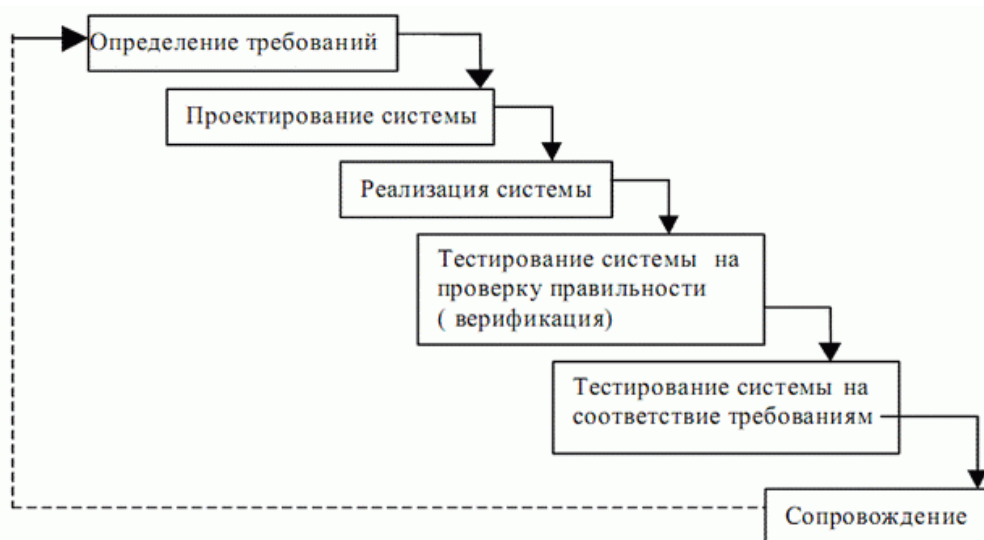 Определение требований
Проектирование системы
Реализация системы
Тестирование системы на
проверку правильности
( верификация)
Тестирование системы на
соответствие требованиям
Сопровождение